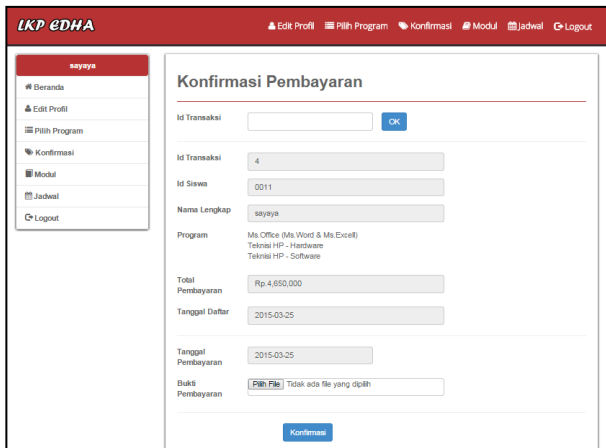 LKP EDHA
Edit Profil Pilih Program Konfirmasi Modul Jadwal Logout
sayaya
Beranda
Edit Profil
Pilih Program
Konfirmasi
Modul
Jadwal
Logout
Konfirmasi Pembayaran
Id Transaksi OK
Id Transaksi 4
Id Siswa 0011
Nama Lengkap sayaya
Program Ms.Office (Ms.Word & Ms.Excell)
Teknisi HP - Hardware
Teknisi HP - Software
Total Pembayaran Rp.4,650,000
Tanggal Daftar 2015-03-25
Tanggal Pembayaran 2015-03-25
Bukti Pembayaran Pilih File Tidak ada file yang dipilih
Konfirmasi